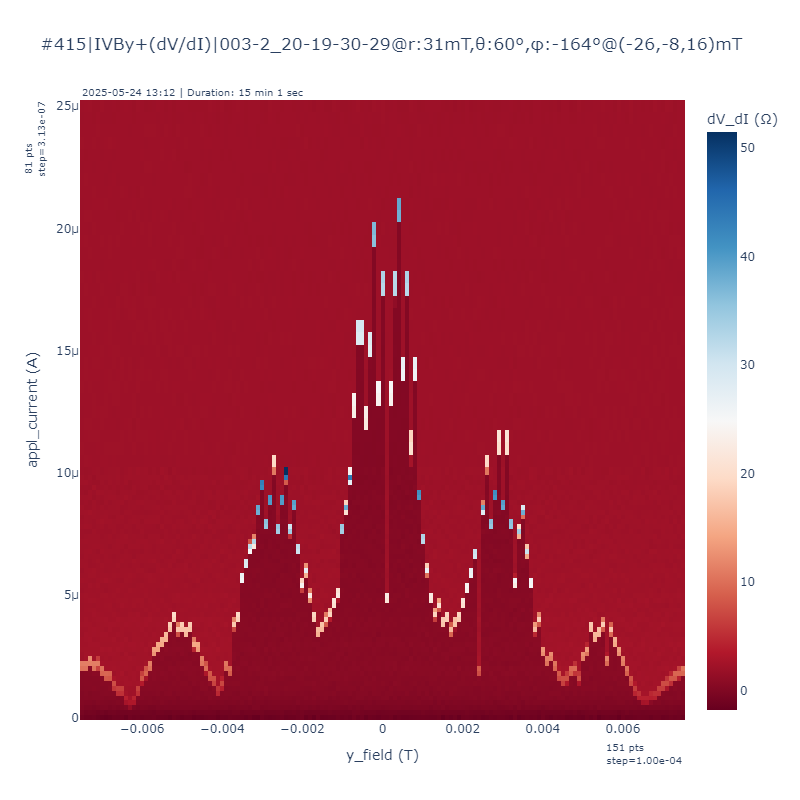 #415|IVBy+(dV/dI)|003-2_20-19-30-29@r:31mT,θ:60°,φ:-164°@(-26,-8,16)mT
2025-05-24 13:12 | Duration: 15 min 1 sec
81 pts
step=3.13e-07
appl_current (A)
25μ
20μ
15μ
10μ
5μ
0
−0.006
−0.004
−0.002
0
0.002
0.004
0.006
y_field (T)
151 pts
step=1.00e-04
dV_dI (Ω)
50
40
30
20
10
0